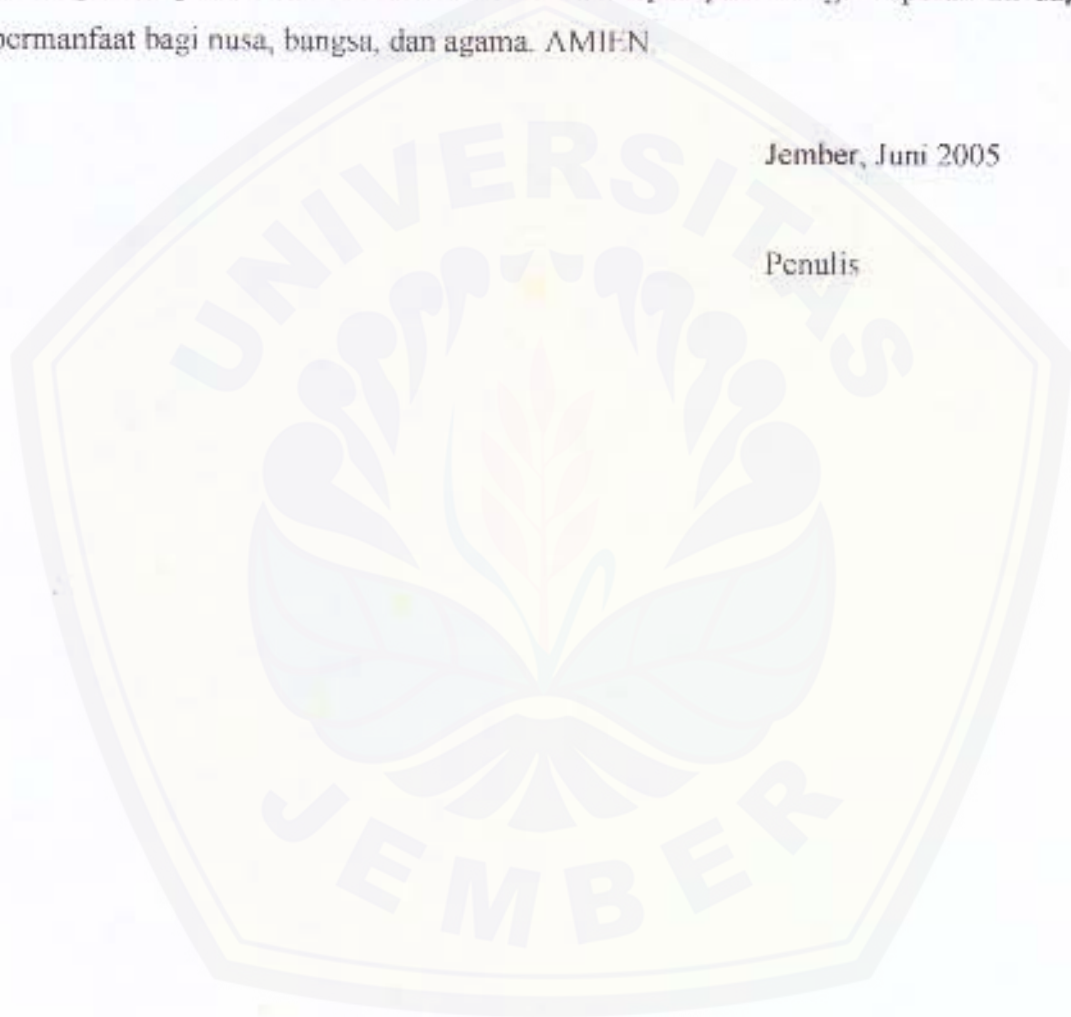 bermanfaat bagi nusa, bangsa, dan agama. AMIEN.
Jember, Juni 2005
Penulis
UNIVERSITAS
JEMBER